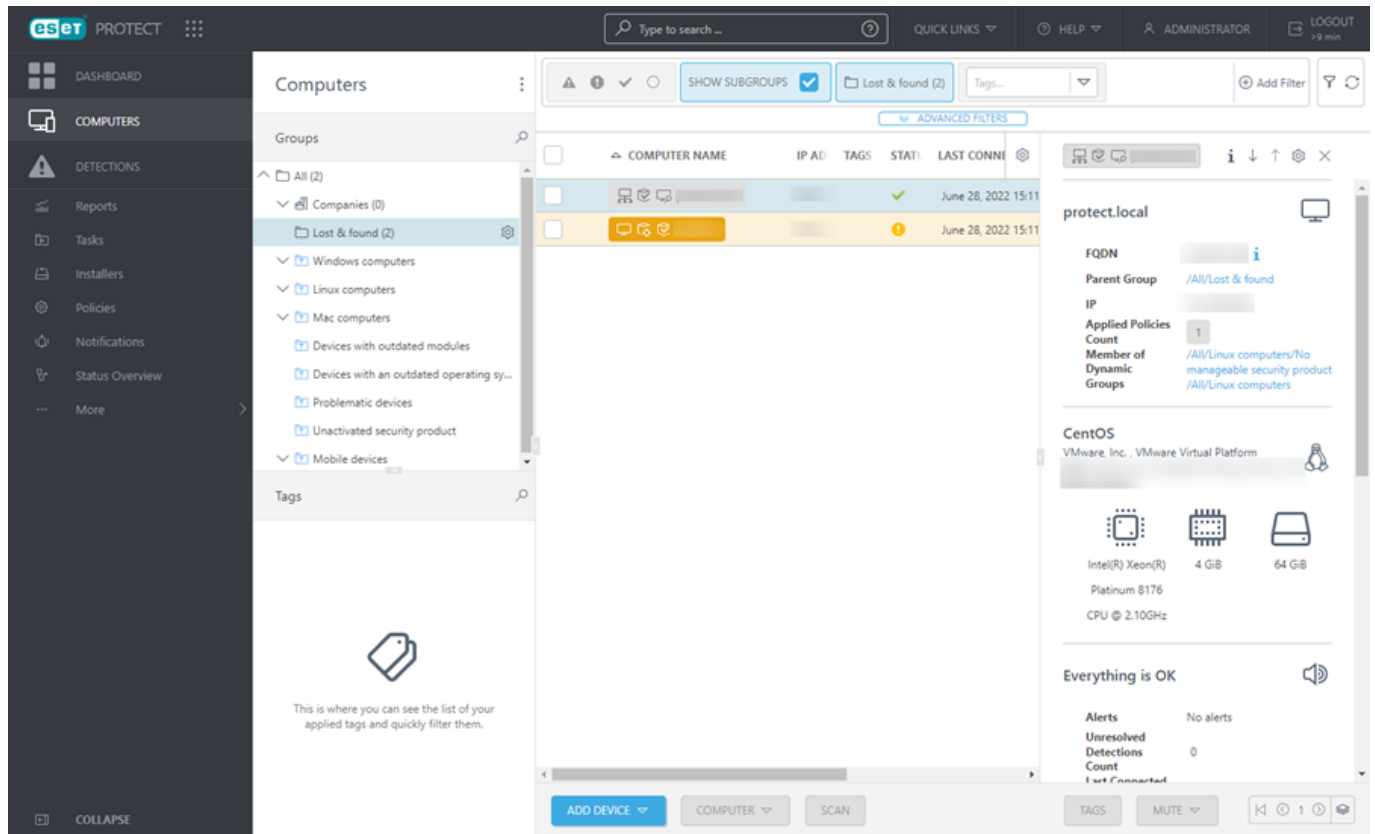 eset PROTECT
Type to search ...
QUICK LINKS
HELP
ADMINISTRATOR
LOGOUT
>9 min
DASHBOARD
COMPUTERS
DETECTIONS
Reports
Tasks
Installers
Policies
Notifications
Status Overview
More
COLLAPSE
Computers
Groups
All (2)
Companies (0)
Lost & found (2)
Windows computers
Linux computers
Mac computers
Devices with outdated modules
Devices with an outdated operating sy...
Problematic devices
Unactivated security product
Mobile devices
Tags
This is where you can see the list of your
applied tags and quickly filter them.
SHOW SUBGROUPS
Lost & found (2)
Tags...
Add Filter
ADVANCED FILTERS
COMPUTER NAME IP AD TAGS STATU LAST CONNE
June 28, 2022 15:11
June 28, 2022 15:11
ADD DEVICE
COMPUTER
SCAN
protect.local
FQDN
Parent Group /All/Lost & found
IP
Applied Policies
Count 1
Member of
Dynamic
Groups
/All/Linux computers/No
manageable security product
/All/Linux computers
CentOS
VMware, Inc. , VMware Virtual Platform
Intel(R) Xeon(R)
Platinum 8176
CPU @ 2.10GHz
4 GiB
64 GiB
Everything is OK
Alerts No alerts
Unresolved
Detections
Count 0
Last Connected
TAGS
MUTE
1